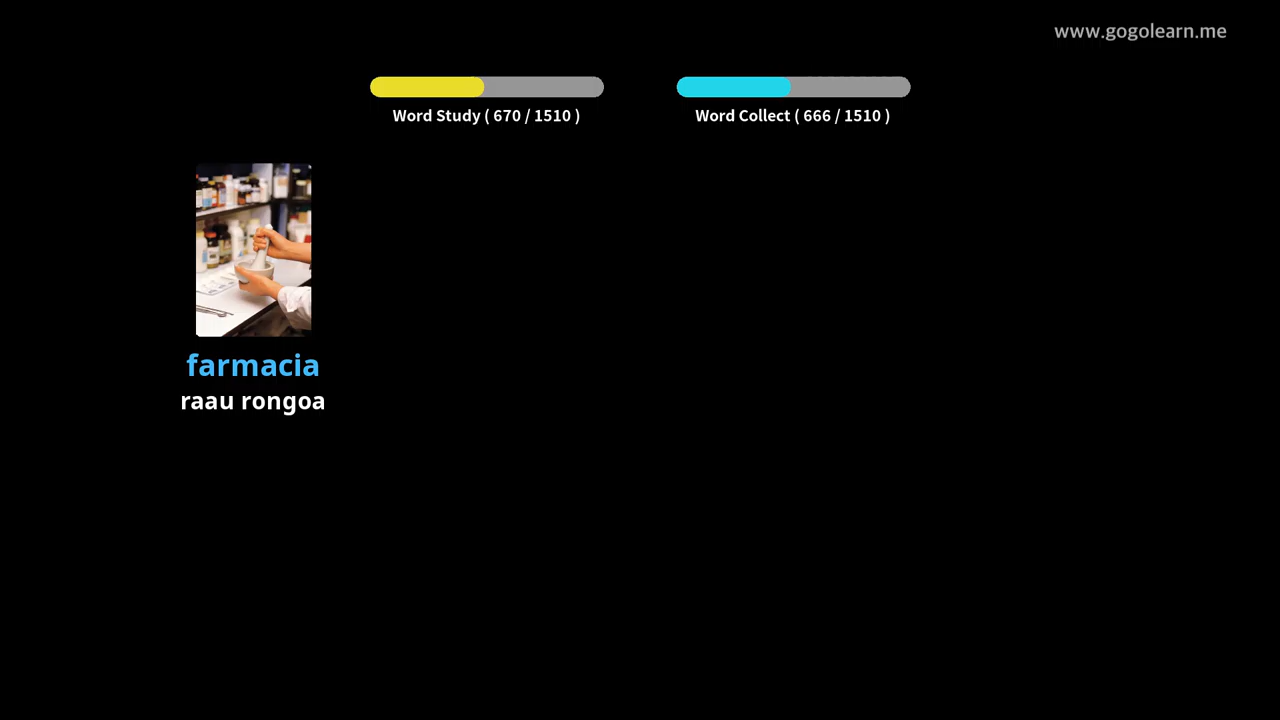 www.gogolearn.me
Word Study ( 670 / 1510 )
Word Collect ( 666 / 1510 )
farmacia
raau rongoa